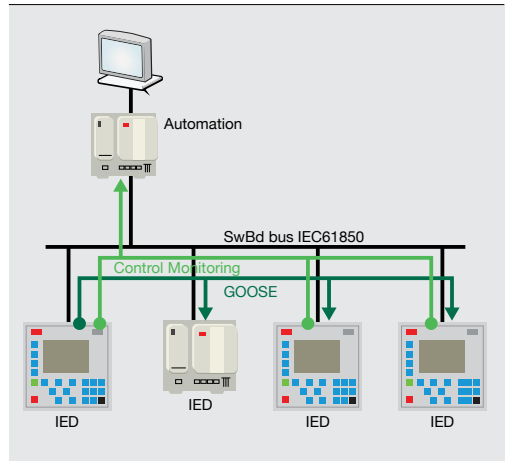 Automation
SwBd bus IEC61850
Control Monitoring
GOOSE
IED
IED
IED
IED